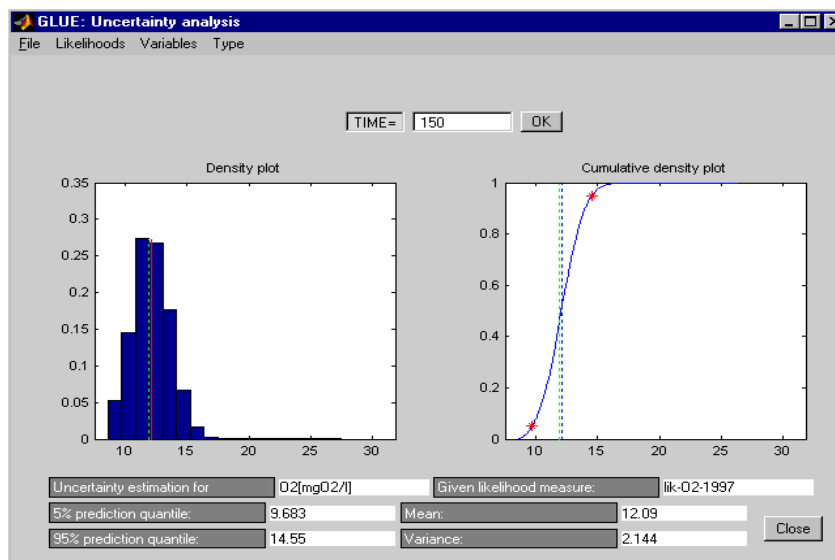 GLUE: Uncertainty analysis
File Likelihoods Variables Type
TIME= 150 OK
Density plot
0.35
0.3
0.25
0.2
0.15
0.1
0.05
0
10 15 20 25 30
Cumulative density plot
1
0.8
0.6
0.4
0.2
0
10 15 20 25 30
Uncertainty estimation for O2[mgO2/l] Given likelihood measure: lik-O2-1997
5% prediction quantile: 9.683 Mean: 12.09
95% prediction quantile: 14.55 Variance: 2.144
Close